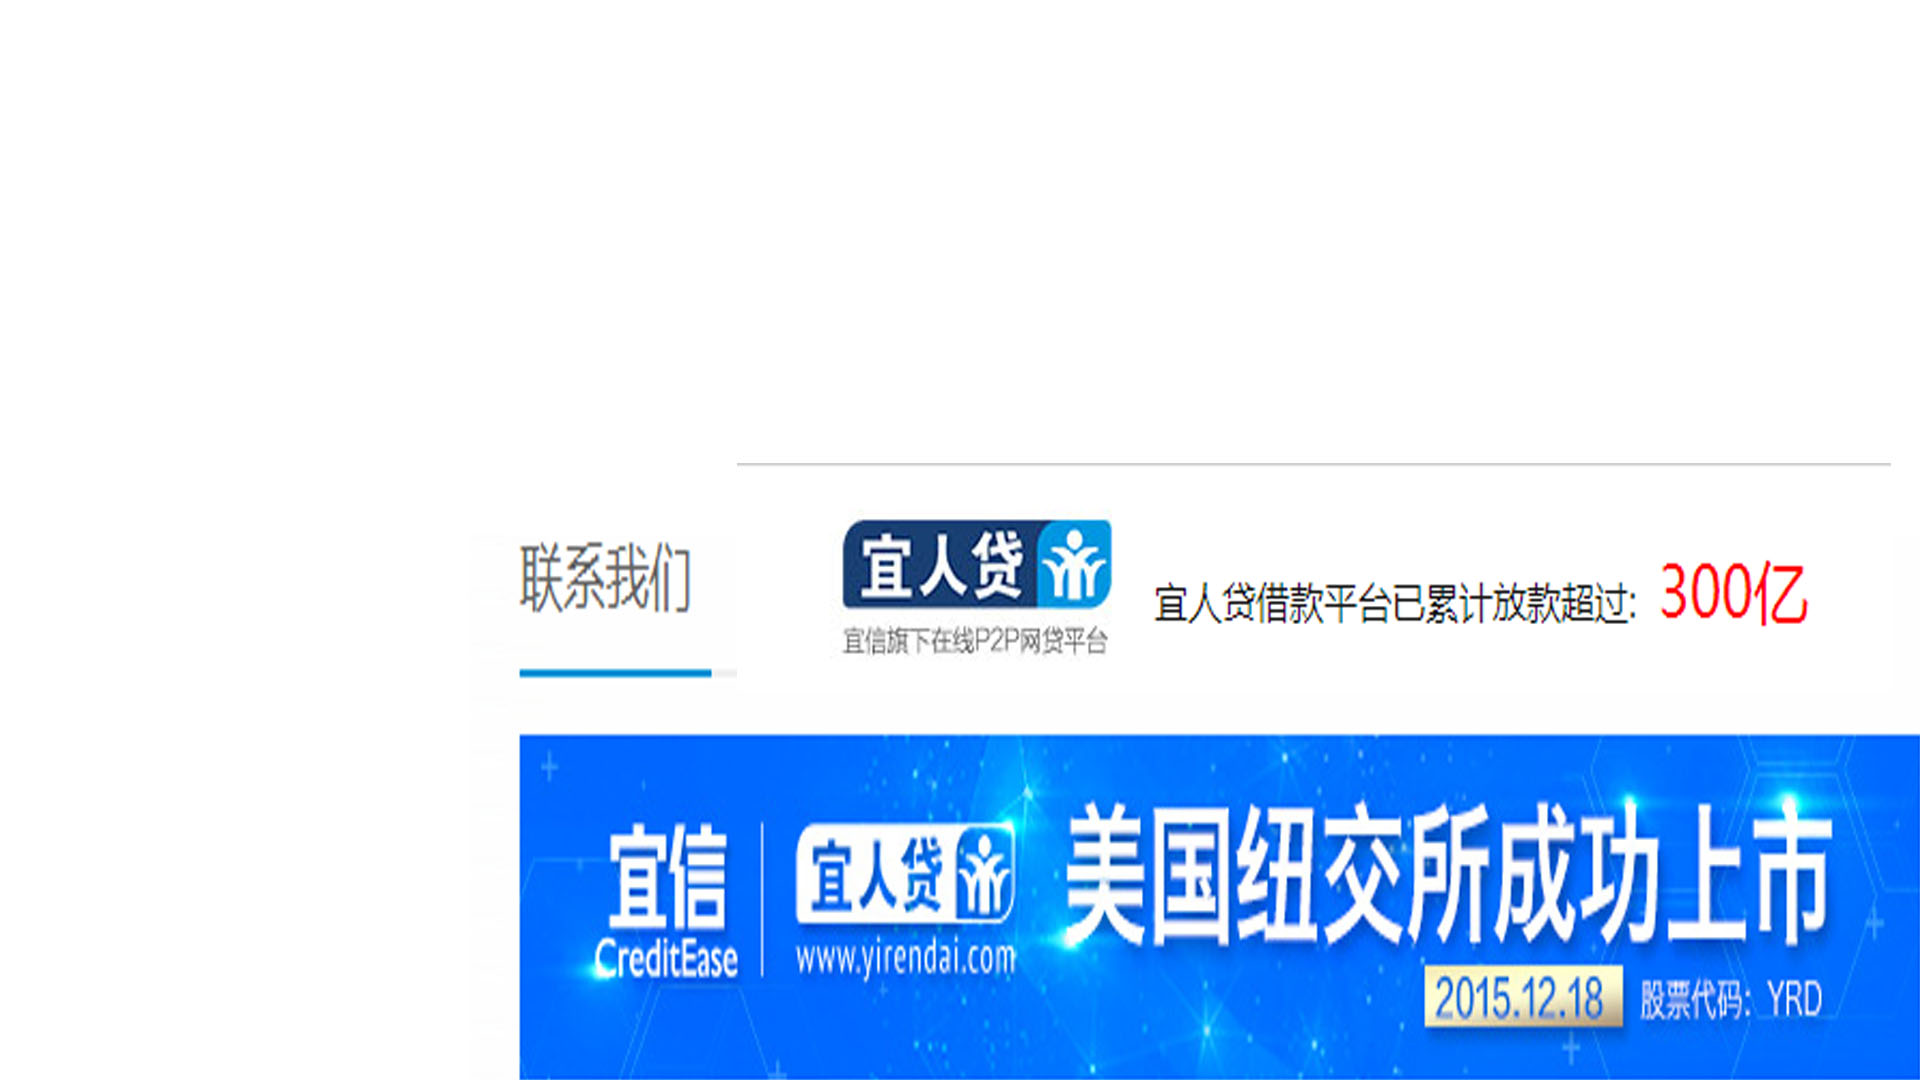 联系我们
宜人贷
宜信旗下在线P2P网贷平台
宜人贷借款平台已累计放款超过: 300亿
宜信
CreditEase
宜人贷
www.yirendai.com
美国纽交所成功上市
2015.12.18 股票代码：YRD